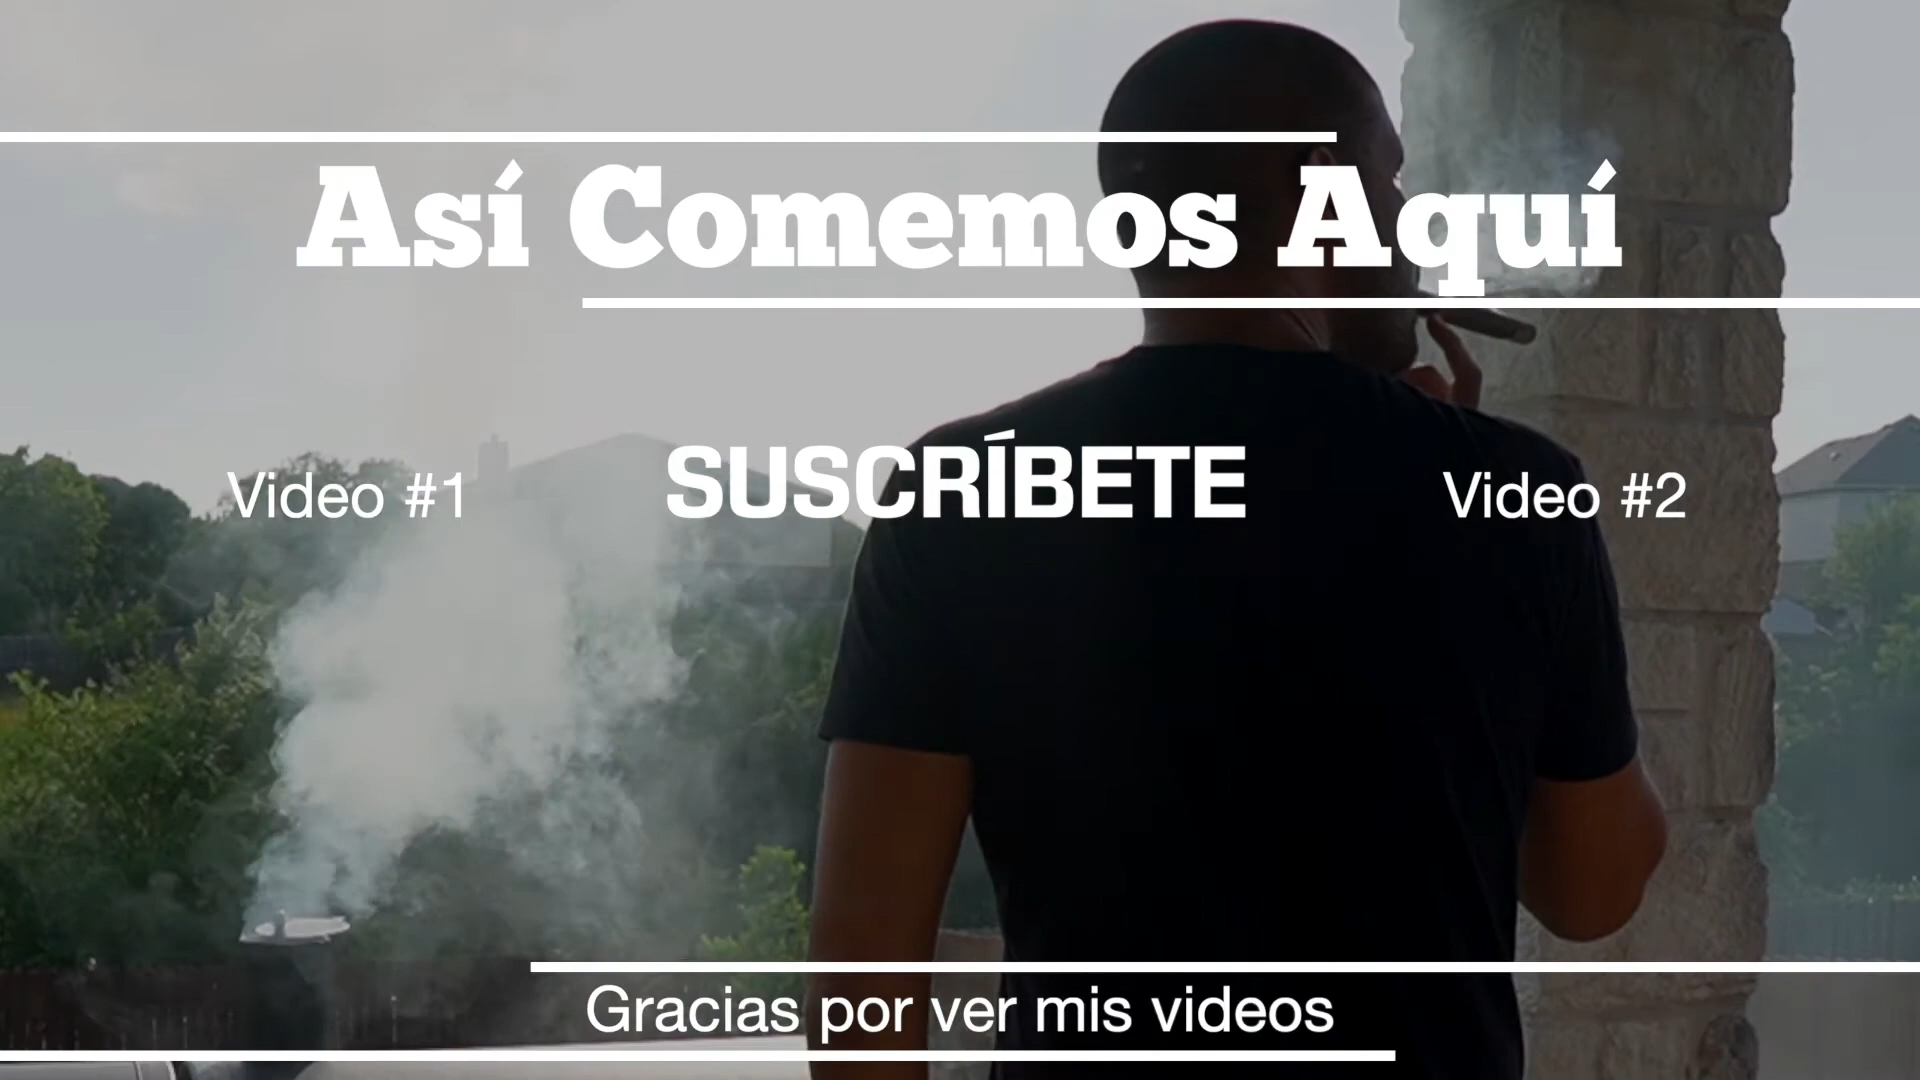 Así Comemos Aquí
Video #1
SUSCRÍBETE
Video #2
Gracias por ver mis videos